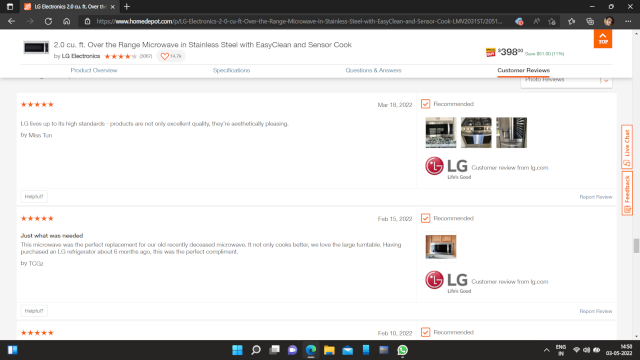 LG Electronics 2.0 cu. ft. Over the
https://www.homedepot.com/p/LG-Electronics-2-0-cu-ft-Over-the-Range-Microwave-in-Stainless-Steel-with-EasyClean-and-Sensor-Cook-LMV2031ST/2051...
2.0 cu. ft. Over the Range Microwave in Stainless Steel with EasyClean and Sensor Cook
by LG Electronics
14.7k
$398.00
Save $51.00 (11%)
TOP
Product Overview
Specifications
Questions & Answers
Customer Reviews
Photo Reviews
Mar 18, 2022
Recommended
LG lives up to its high standards - products are not only excellent quality, they're aesthetically pleasing.
by Miss Tun
LG
Life's Good
Customer review from lg.com
Helpful?
Report Review
Live Chat
Feedback
Feb 15, 2022
Recommended
Just what was needed
This microwave was the perfect replacement for our old recently deceased microwave. It not only cooks better, we love the large turntable. Having
purchased an LG refrigerator about 6 months ago, this was the perfect compliment.
by TCGz
LG
Life's Good
Customer review from lg.com
Helpful?
Report Review
Feb 10, 2022
Recommended
ENG
IN
14:50
03-05-2022